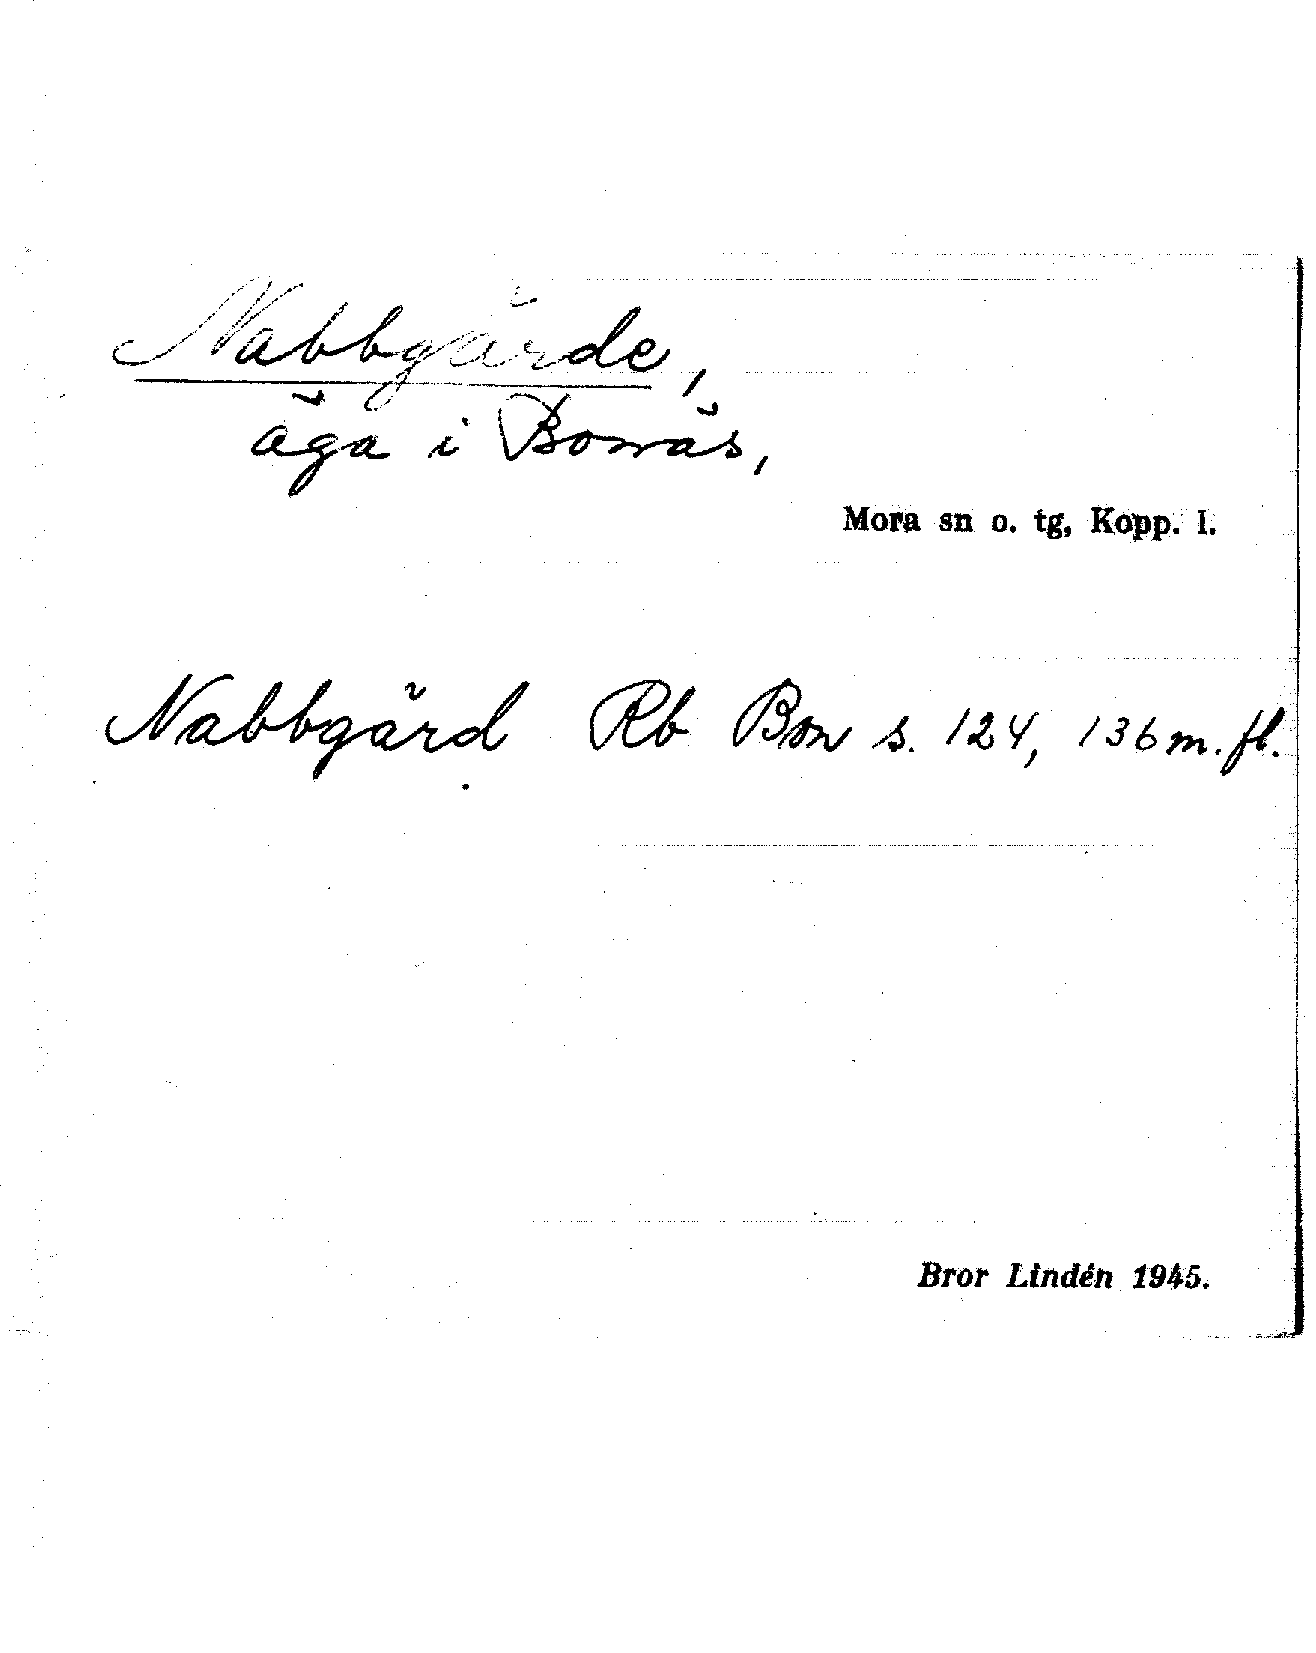 Nabbgärde,
äga i Bonäs,
Mora sn o. tg, Kopp. l.
Nabbgärd Rb Bon s. 124, 136 m. fl.
Bror Lindén 1945.